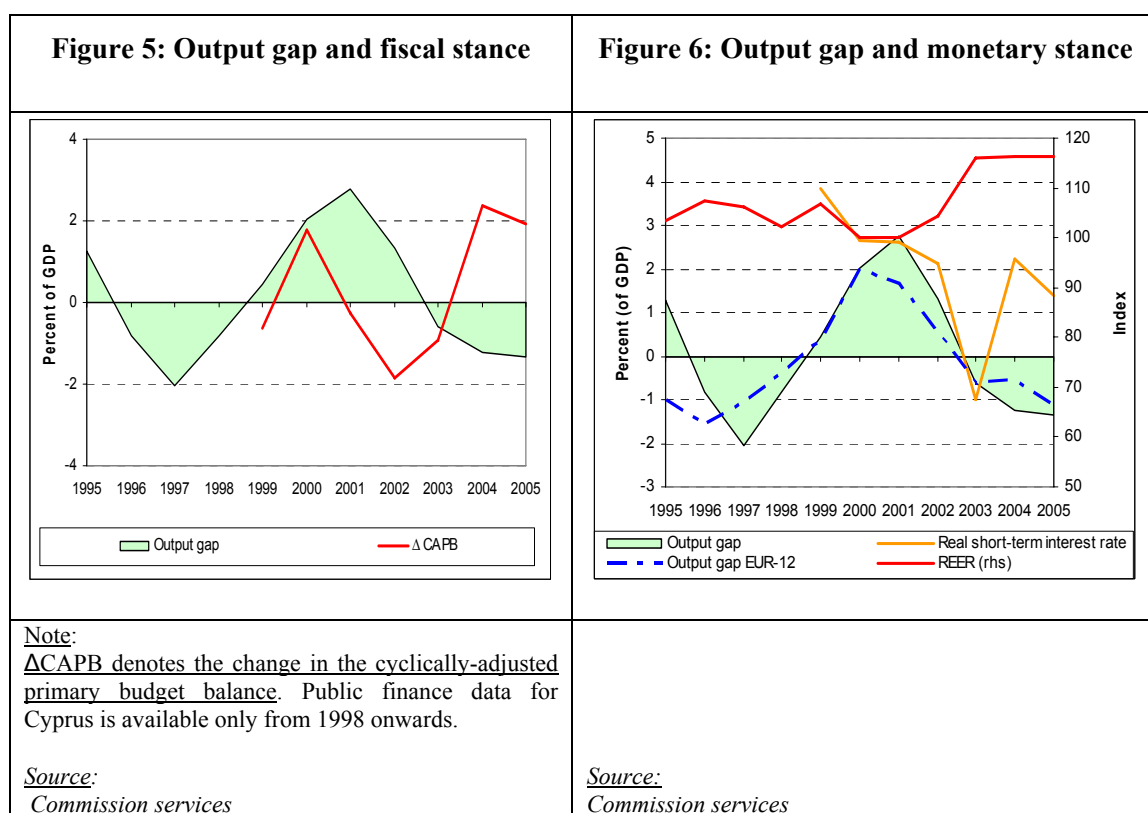 Figure 5: Output gap and fiscal stance
4
2
0
-2
-4
Percent of GDP
1995 1996 1997 1998 1999 2000 2001 2002 2003 2004 2005
Output gap
Δ CAPB
Note:
ΔCAPB denotes the change in the cyclically-adjusted
primary budget balance. Public finance data for
Cyprus is available only from 1998 onwards.
Source:
Commission services
Figure 6: Output gap and monetary stance
5
4
3
2
1
0
-1
-2
-3
Percent (of GDP)
120
110
100
90
80
70
60
50
Index
1995 1996 1997 1998 1999 2000 2001 2002 2003 2004 2005
Output gap
Real short-term interest rate
Output gap EUR-12
REER (rhs)
Source:
Commission services